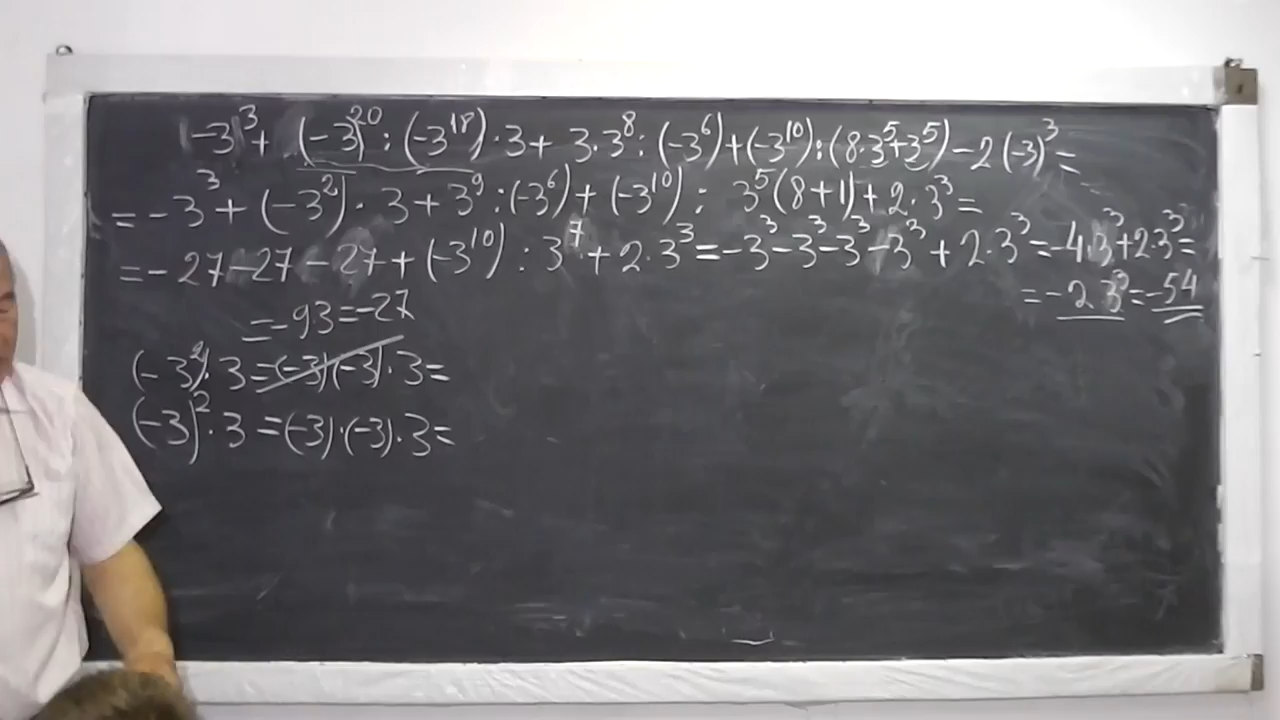 (-3)³ + (-3)²⁰ : (-3¹⁸) · 3 + 3 · 3⁸ : (-3⁶) + (-3¹⁰) : (8 · 3⁵ + 3⁵) - 2(-3)³ =
= -3³ + (-3²) · 3 + 3⁹ : (-3⁶) + (-3¹⁰) : 3⁵(8+1) + 2 · 3³ =
= -27 - 27 - 27 + (-3¹⁰) : 3⁷ + 2 · 3³ = -3³ - 3³ - 3³ - 3³ + 2 · 3³ = -4 · 3³ + 2 · 3³ =
= -2 · 3³ = -54
= -93 = -27
(-3²) · 3 = (-3)(-3) · 3 =
(-3)² · 3 = (-3) · (-3) · 3 =